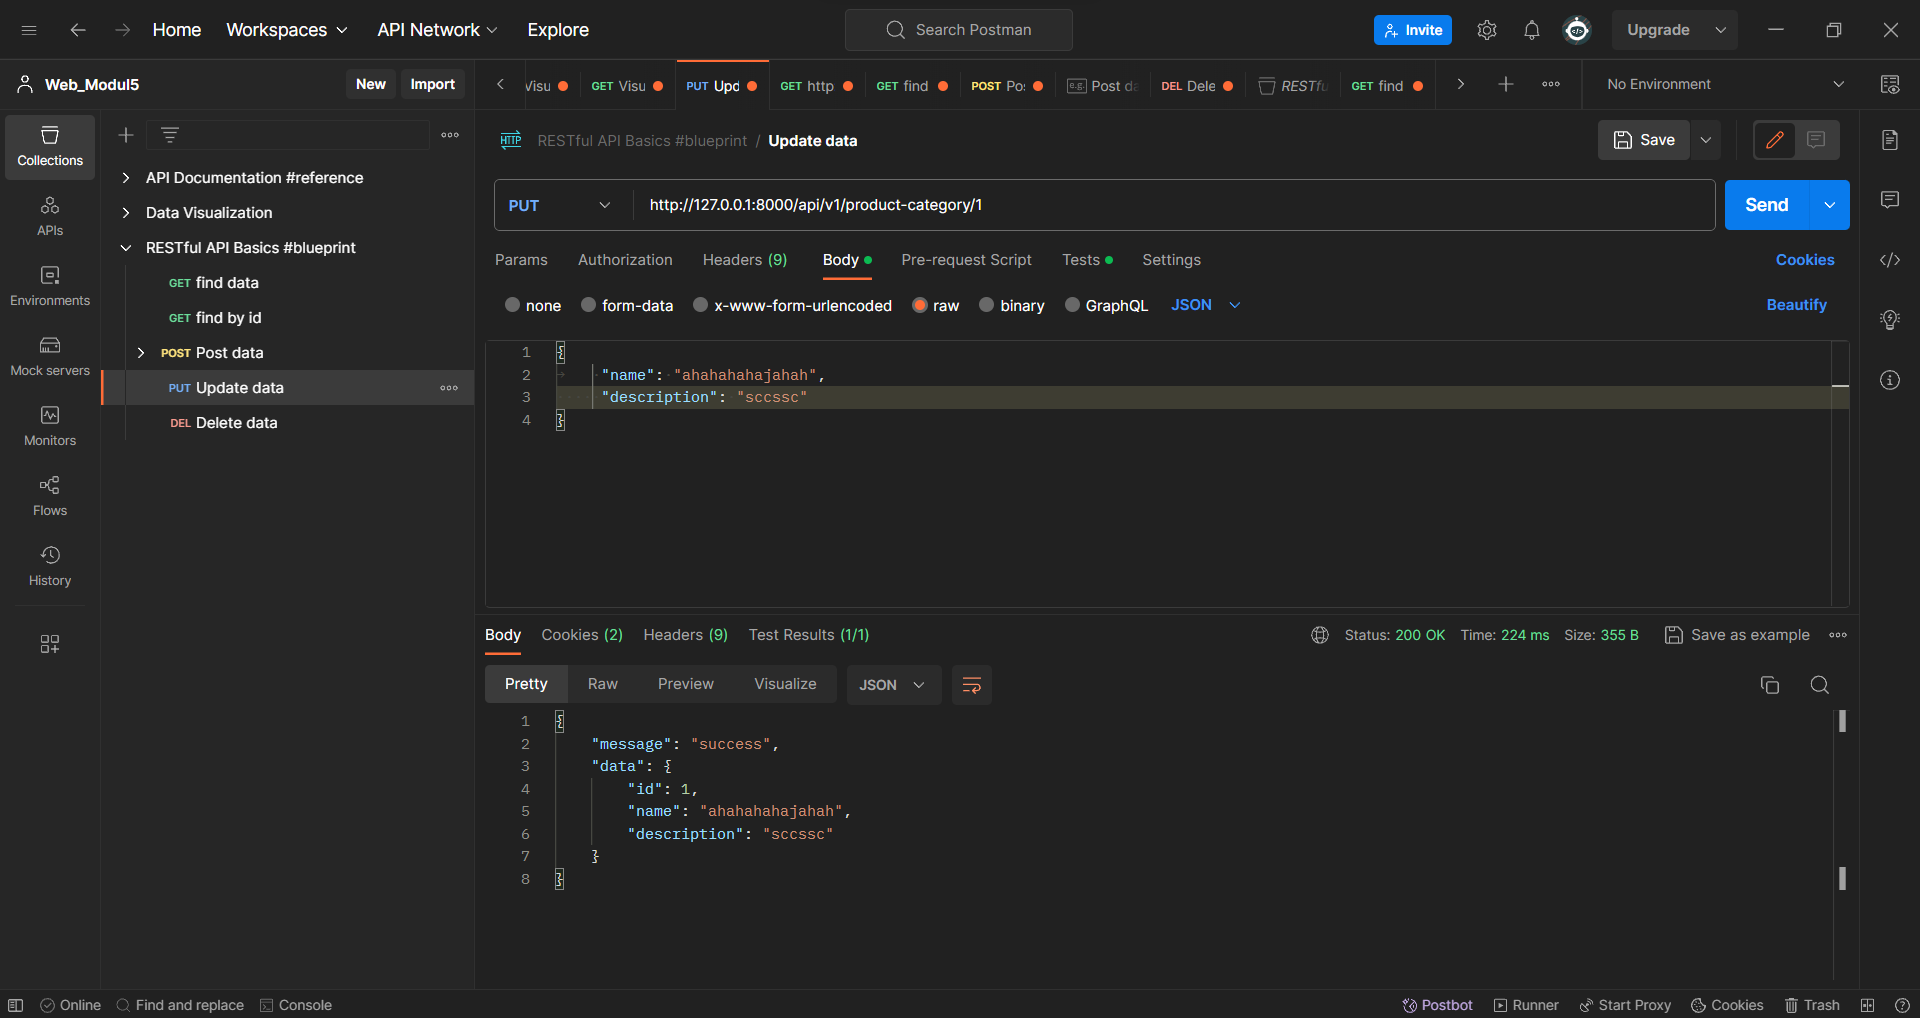 Home Workspaces API Network Explore Search Postman Invite Upgrade
Web_Modul5 New Import
Visu GET Visu PUT Upd GET http GET find POST Po e.g. Post da DEL Dele RESTfu GET find No Environment
Collections
APIs
Environments
Mock servers
Monitors
Flows
History
API Documentation #reference
Data Visualization
RESTful API Basics #blueprint
GET find data
GET find by id
POST Post data
PUT Update data
DEL Delete data
HTTP RESTful API Basics #blueprint / Update data Save
PUT http://127.0.0.1:8000/api/v1/product-category/1 Send
Params Authorization Headers (9) Body Pre-request Script Tests Settings Cookies
none form-data x-www-form-urlencoded raw binary GraphQL JSON Beautify
1 {
2 "name": "ahahahahajahah",
3 "description": "sccssc"
4 }
Body Cookies (2) Headers (9) Test Results (1/1) Status: 200 OK Time: 224 ms Size: 355 B Save as example
Pretty Raw Preview Visualize JSON
1 {
2 "message": "success",
3 "data": {
4 "id": 1,
5 "name": "ahahahahajahah",
6 "description": "sccssc"
7 }
8 }
Online Find and replace Console Postbot Runner Start Proxy Cookies Trash